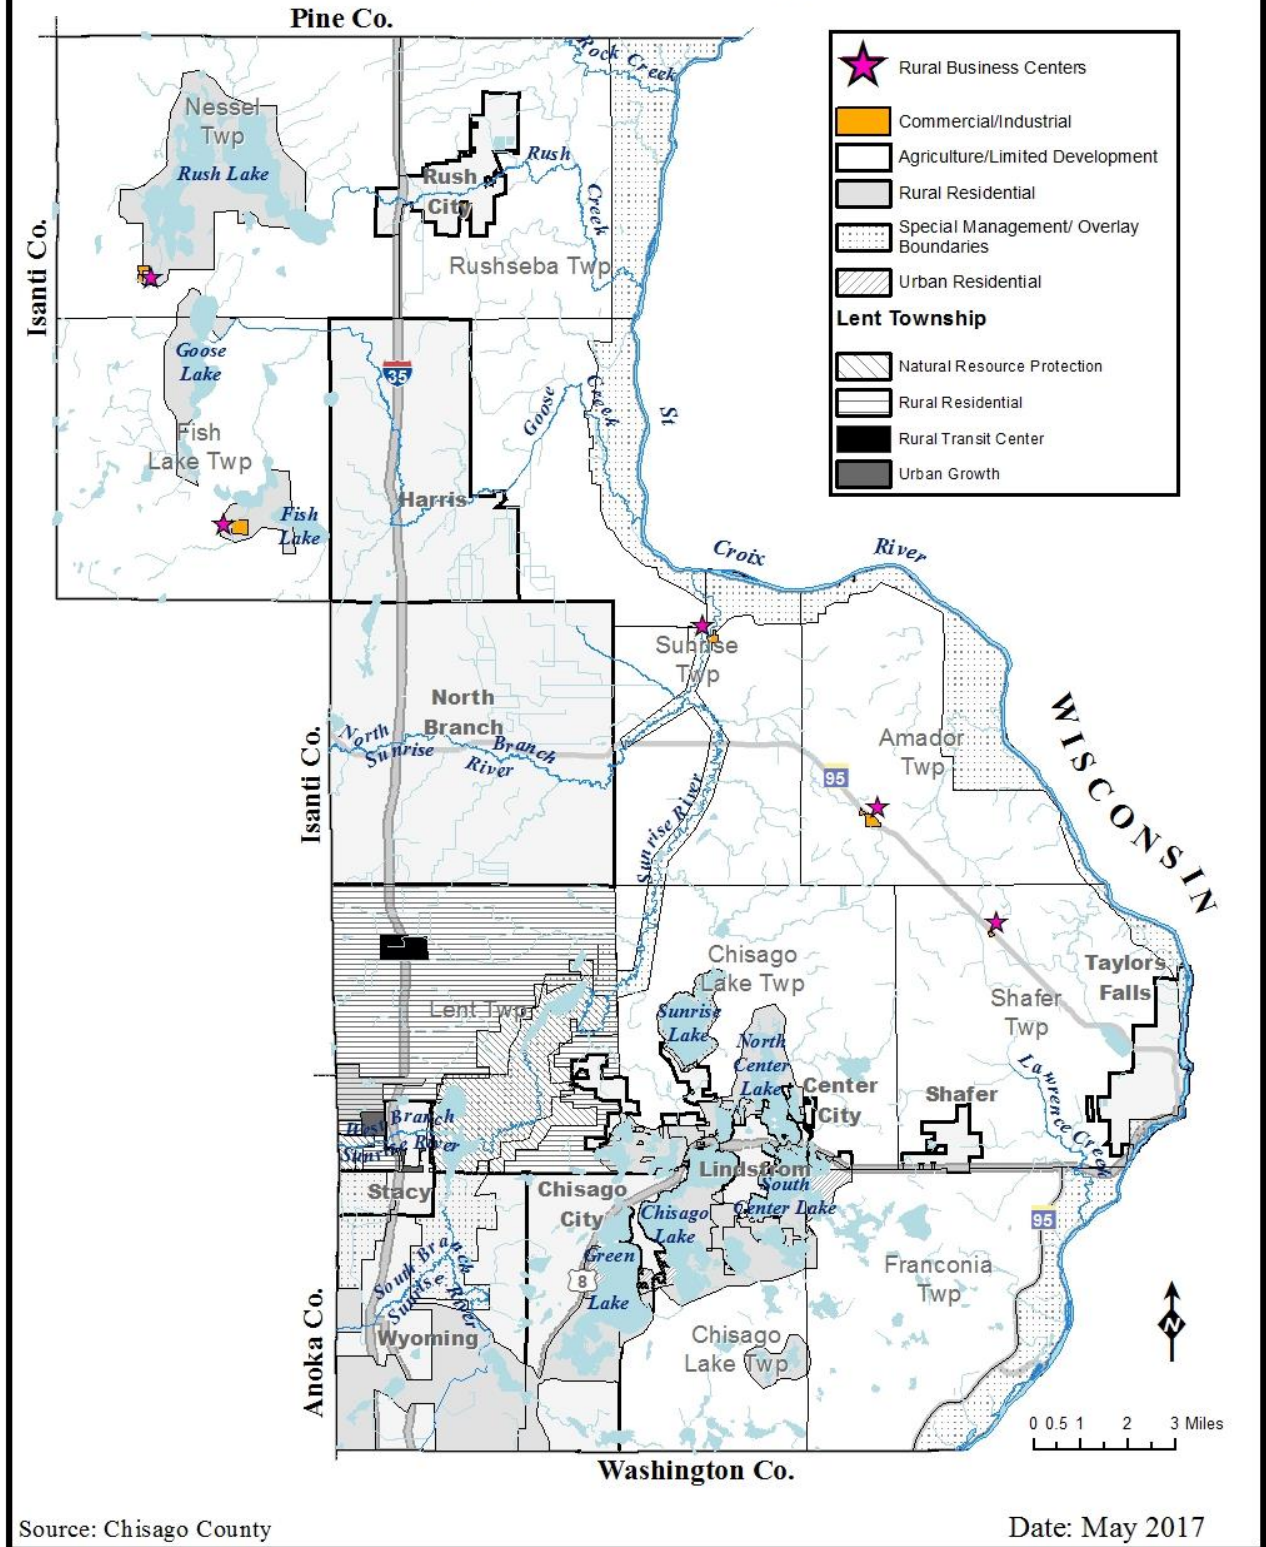 Pine Co.
Rock Creek
Nessel
Twp
Rush Lake
Rush
City
Rush
Creek
Rushseba Twp
Isanti Co.
Goose
Lake
35
Fish
Lake Twp
Goose
Creek
St
Harris
Fish
Lake
Croix
River
Sunrise
Twp
North
Branch
North
Sunrise
Branch
River
Isanti Co.
Amador
Twp
95
Sunrise River
WISCONSIN
Chisago
Lake Twp
Taylors
Falls
Lent Twp
Shafer
Twp
Sunrise
Lake
North
Center
Lake
Center
City
Shafer
Lawrence Creek
West Branch
Sunrise River
Lindstrom
South
Center Lake
Stacy
Chisago
City
Chisago
Lake
95
Green
Lake
8
South Branch
Sunrise River
Franconia
Twp
Wyoming
Chisago
Lake Twp
Anoka Co.
N
0 0.5 1 2 3 Miles
Washington Co.
Rural Business Centers
Commercial/Industrial
Agriculture/Limited Development
Rural Residential
Special Management/ Overlay
Boundaries
Urban Residential
Lent Township
Natural Resource Protection
Rural Residential
Rural Transit Center
Urban Growth
Source: Chisago County
Date: May 2017